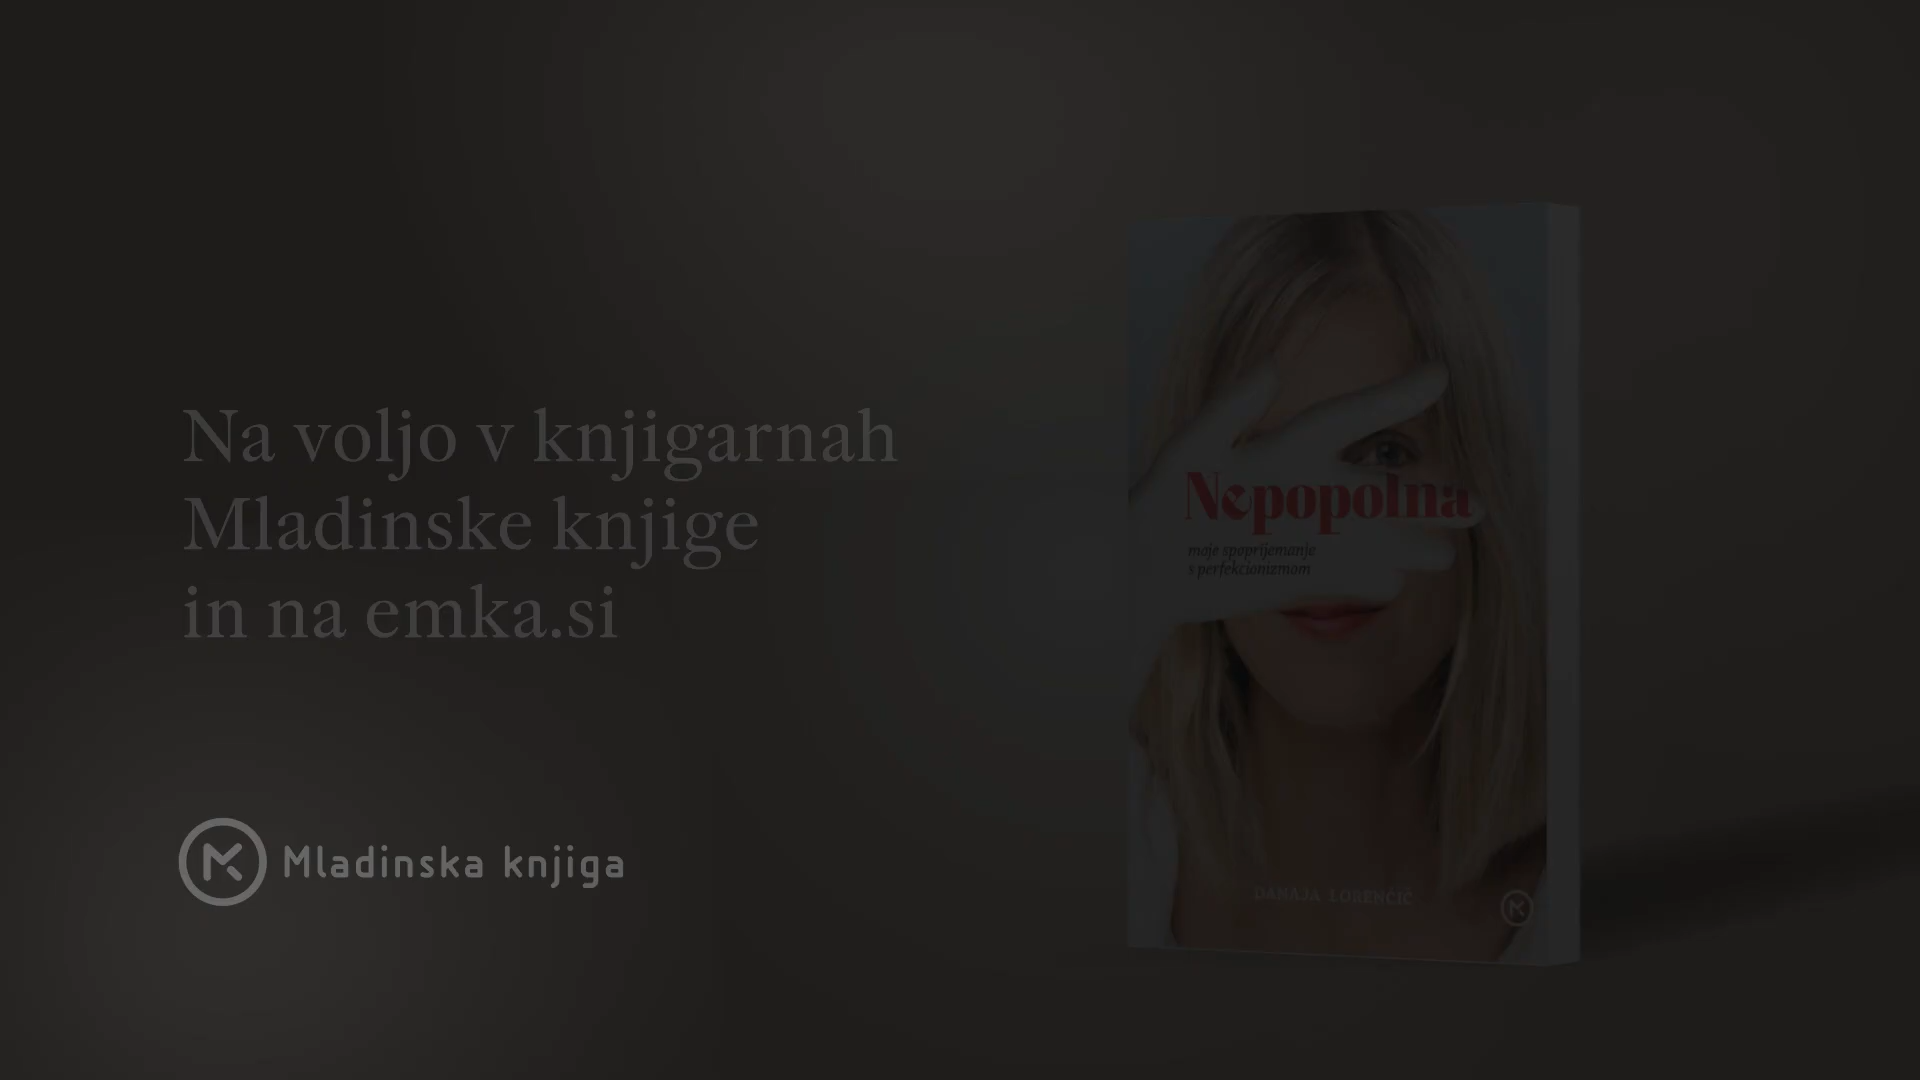 Na voljo v knjigarnah
Mladinske knjige
in na emka.si
Mladinska knjiga
Nepopolna
moje spoprijemanje
s perfekcionizmom
DANAJA LORENČIČ